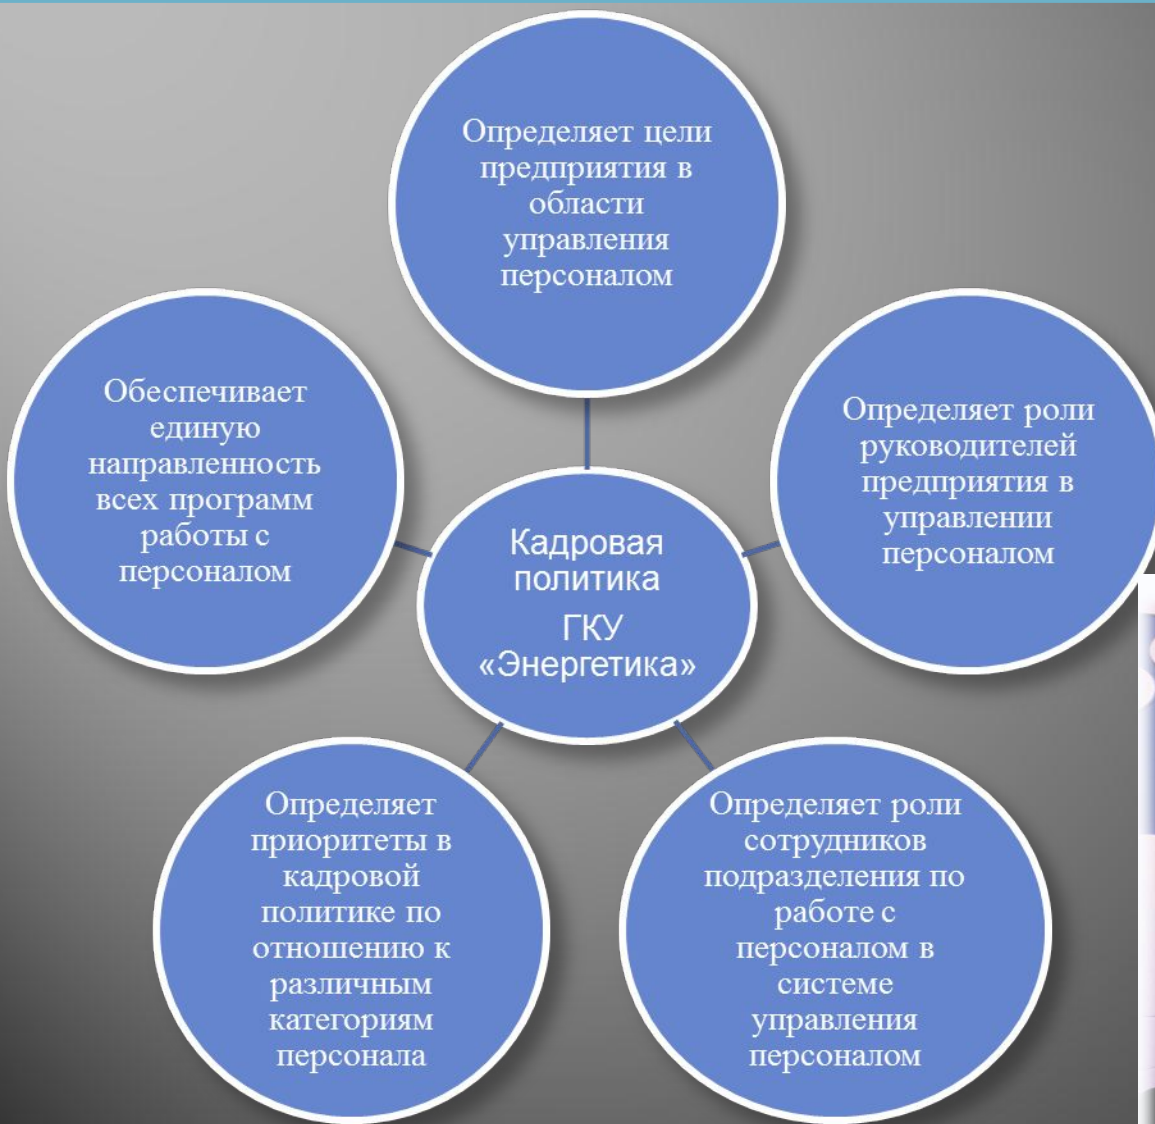 Определяет цели
предприятия в
области
управления
персоналом
Определяет роли
руководителей
предприятия в
управлении
персоналом
Определяет роли
сотрудников
подразделения по
работе с
персоналом в
системе
управления
персоналом
Определяет
приоритеты в
кадровой
политике по
отношению к
различным
категориям
персонала
Обеспечивает
единую
направленность
всех программ
работы с
персоналом
Кадровая
политика
ГКУ
«Энергетика»